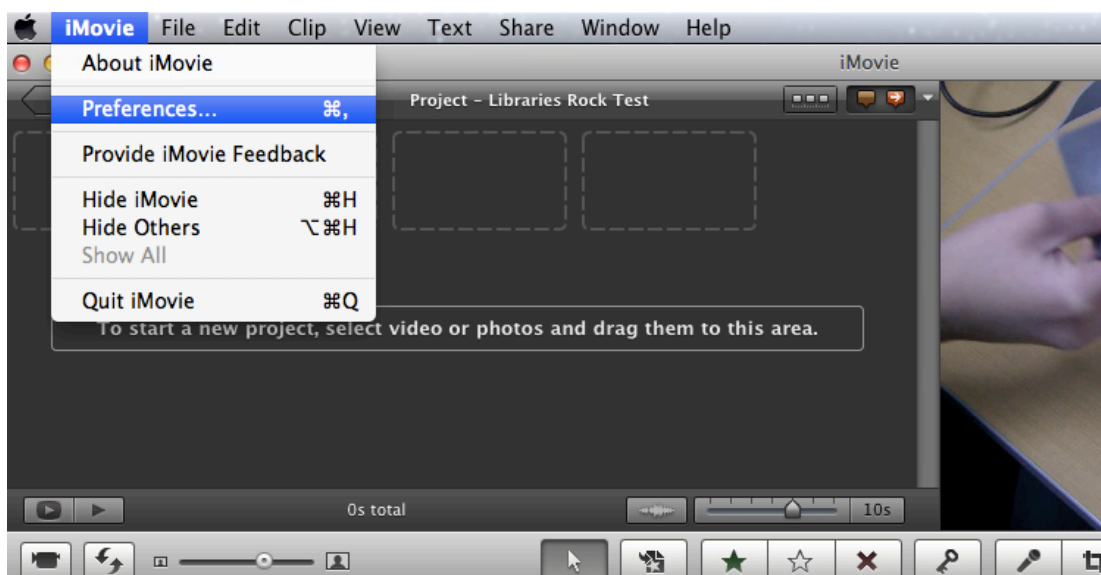 iMovie File Edit Clip View Text Share Window Help
iMovie
About iMovie
Project - Libraries Rock Test
Preferences... ⌘,
Provide iMovie Feedback
Hide iMovie ⌘H
Hide Others ⌥⌘H
Show All
Quit iMovie ⌘Q
To start a new project, select video or photos and drag them to this area.
0s total
10s